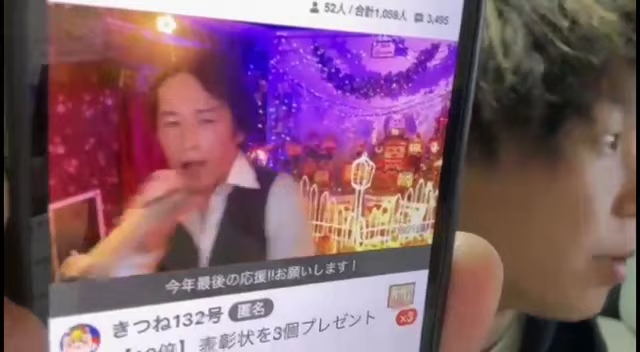 52人 / 合計1,058人 3,495
今年最後の応援!!お願いします！
きつね132号 匿名
表彰状を3個プレゼント
×3